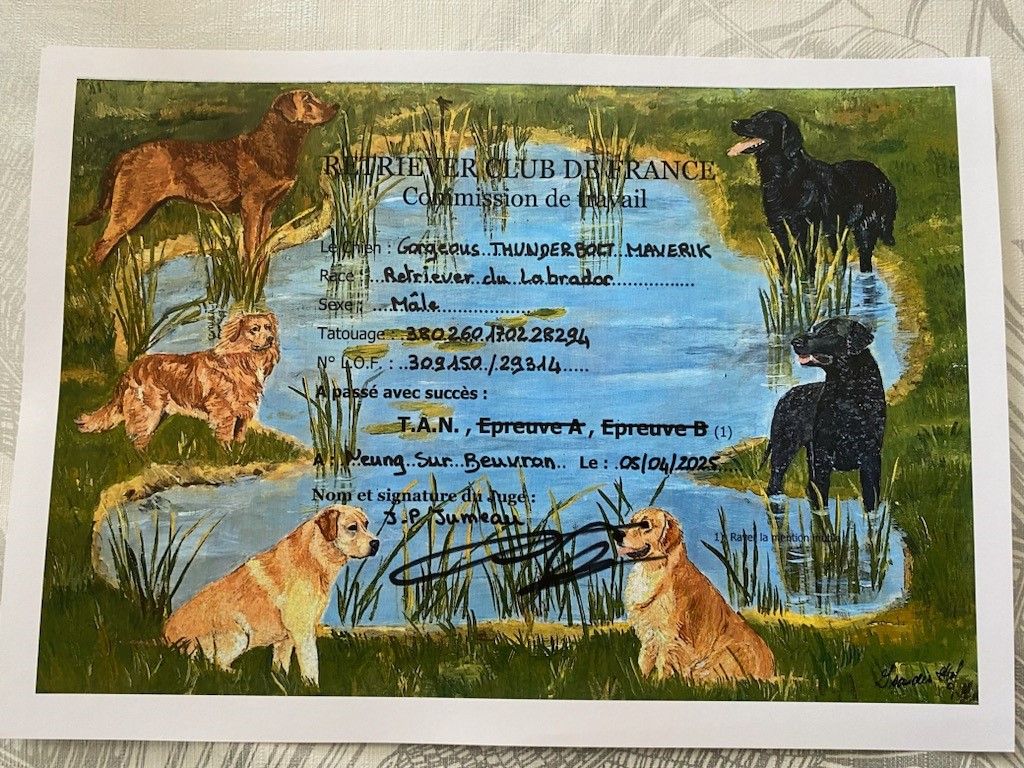 RETRIEVER CLUB DE FRANCE
Commission de travail
Le Chien : Gorgeous THUNDERBOLT MAVERIK
Race : Retriever du Labrador
Sexe : Mâle
Tatouage : 380260170228294
N° L.O.F. : 309150/29314
A passé avec succès :
T.A.N. , Epreuve A , Epreuve B (1)
A : Neung sur Beuvron Le : 05/04/2025
Nom et signature du Juge :
J-P Jumeau
1) Rayer la mention inutile